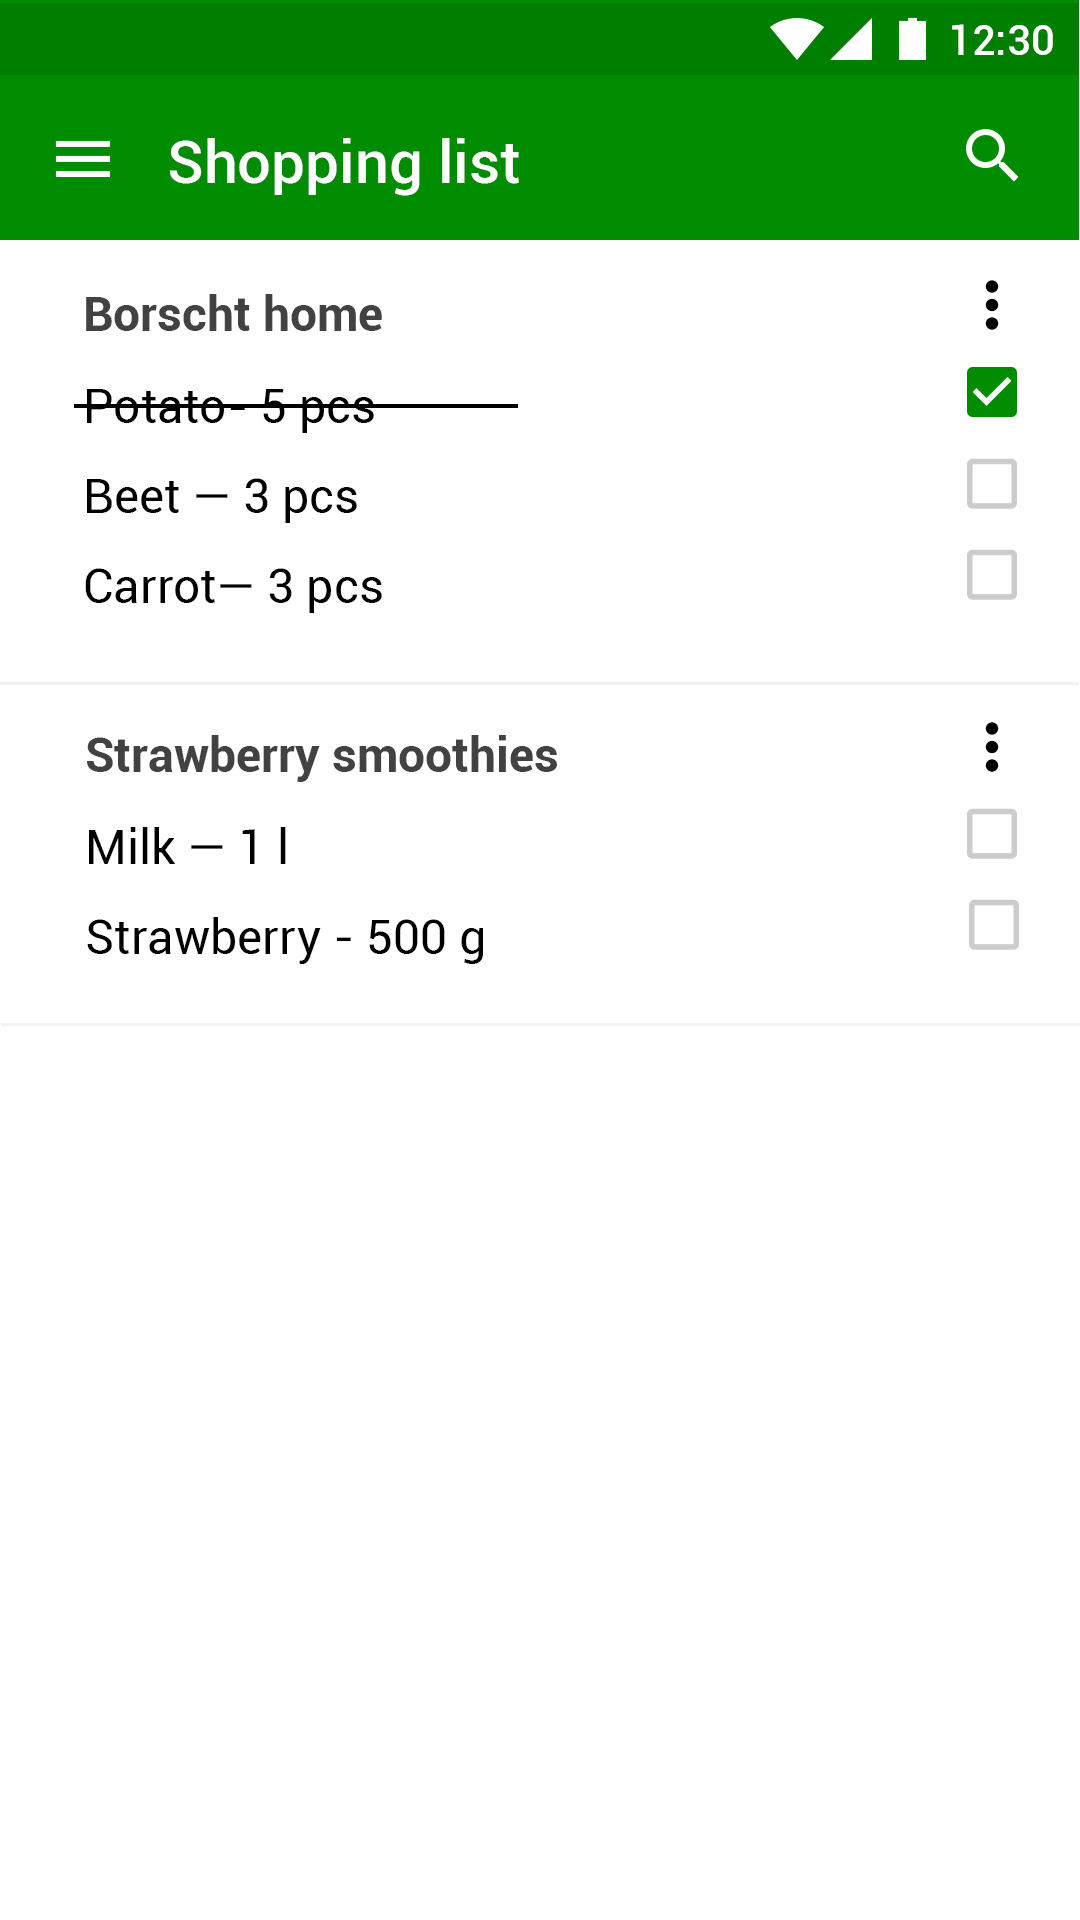 12:30
Shopping list
Borscht home
Potato- 5 pcs
Beet — 3 pcs
Carrot— 3 pcs
Strawberry smoothies
Milk — 1 l
Strawberry - 500 g